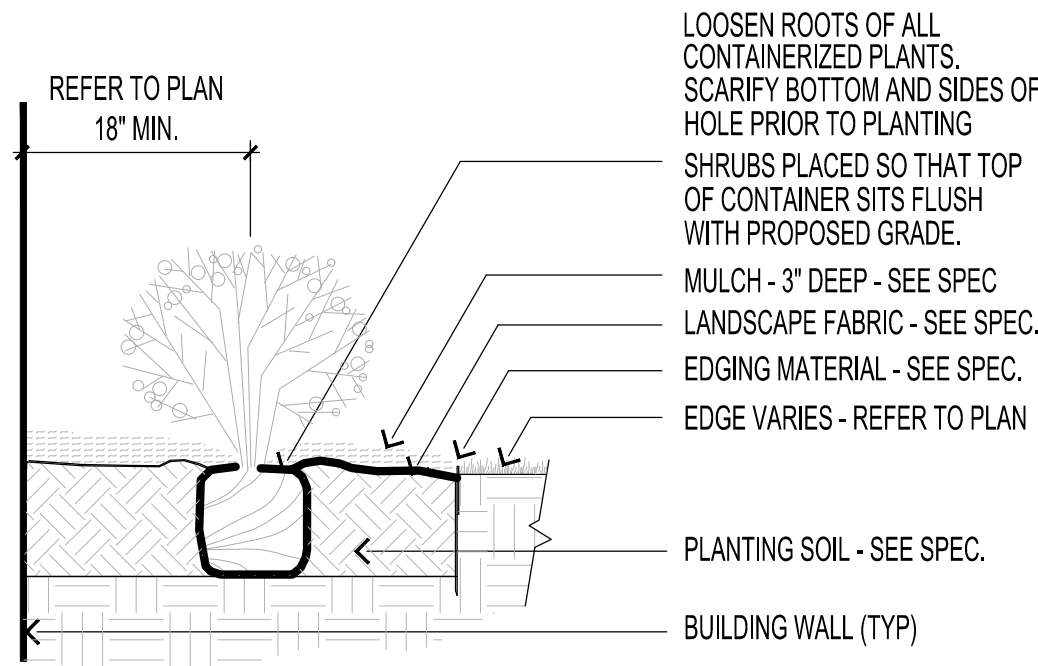 REFER TO PLAN
18" MIN.
LOOSEN ROOTS OF ALL
CONTAINERIZED PLANTS.
SCARIFY BOTTOM AND SIDES OF
HOLE PRIOR TO PLANTING
SHRUBS PLACED SO THAT TOP
OF CONTAINER SITS FLUSH
WITH PROPOSED GRADE.
MULCH - 3" DEEP - SEE SPEC
LANDSCAPE FABRIC - SEE SPEC.
EDGING MATERIAL - SEE SPEC.
EDGE VARIES - REFER TO PLAN
PLANTING SOIL - SEE SPEC.
BUILDING WALL (TYP)